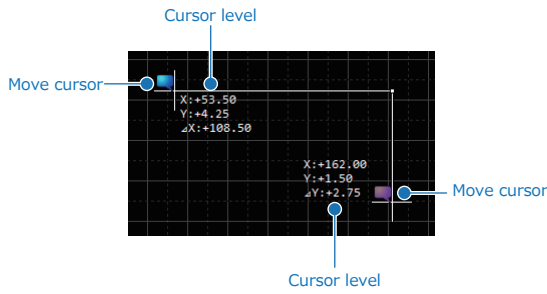 Cursor level
Move cursor
X:+53.50
Y:+4.25
⊿X:+108.50
X:+162.00
Y:+1.50
⊿Y:+2.75
Move cursor
Cursor level